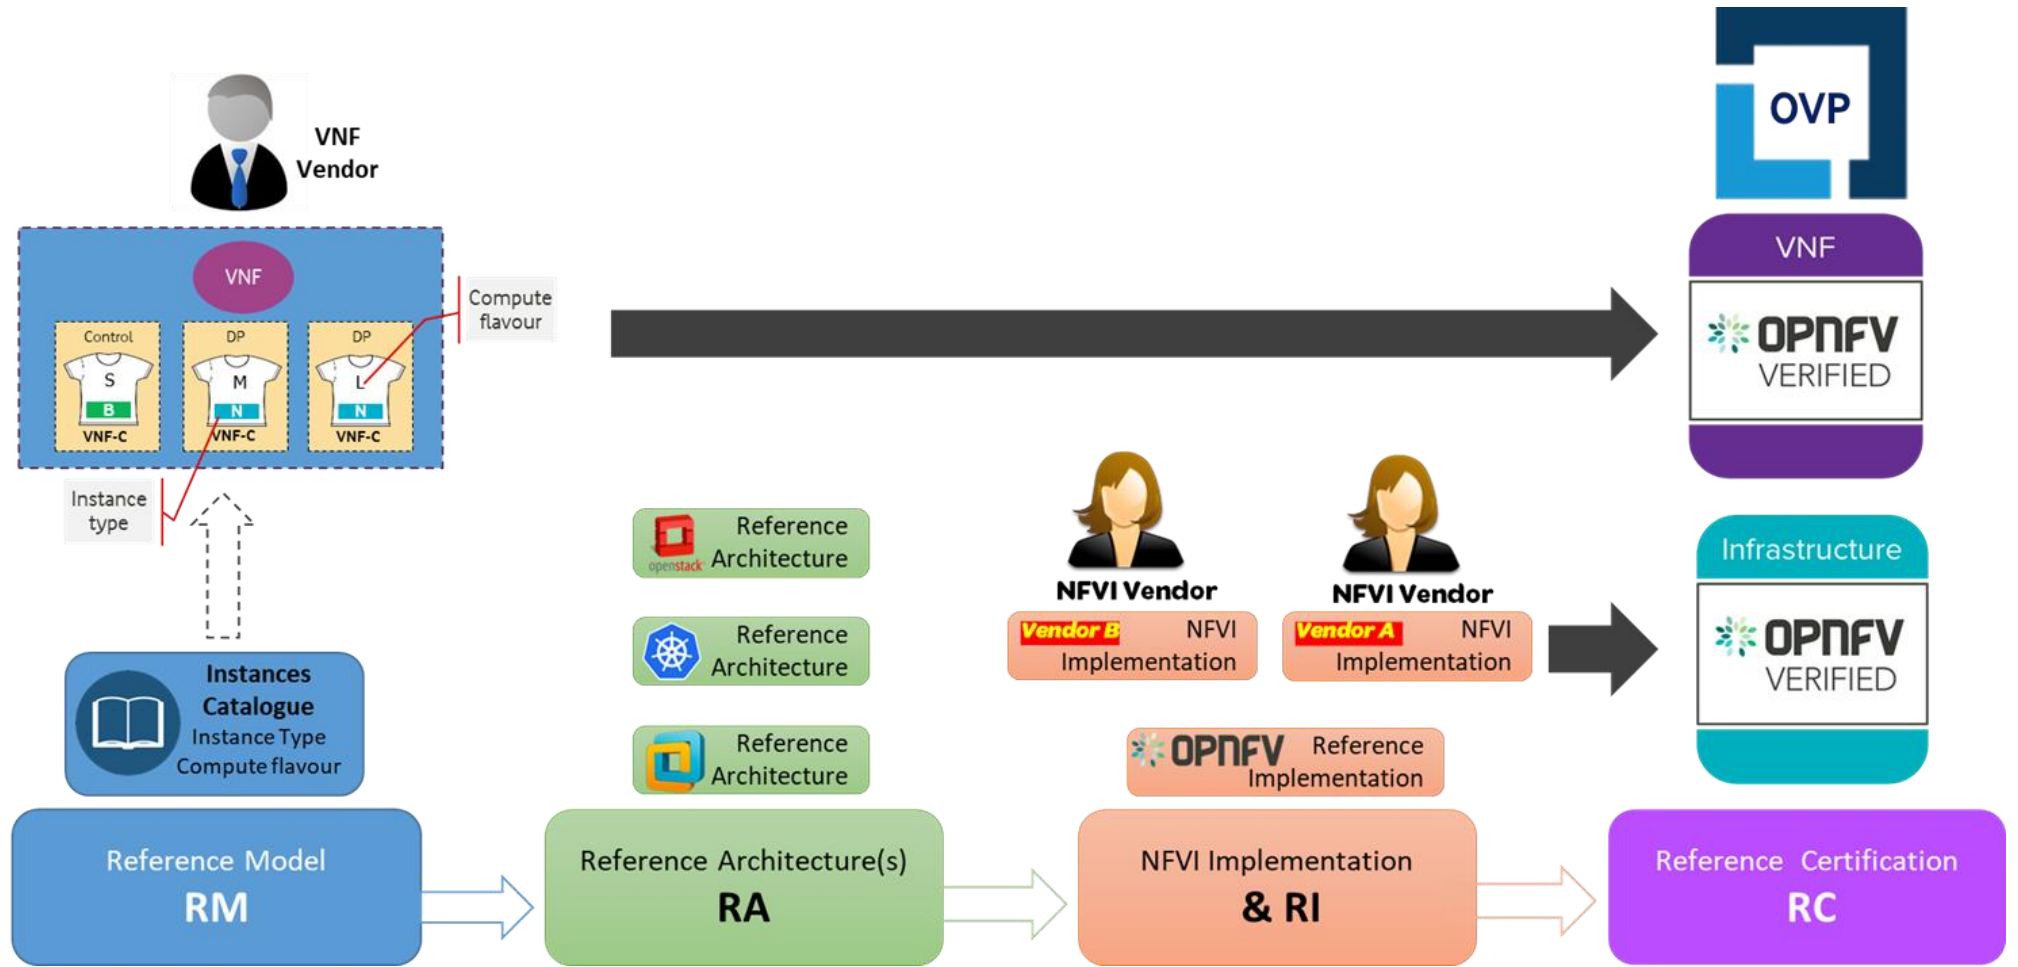 OVP
VNF
Vendor
VNF
Compute
flavour
Control
S
B
VNF-C
DP
M
N
VNF-C
DP
L
N
VNF-C
Instance
type
VNF
OPNFV
VERIFIED
openstack
Reference
Architecture
Reference
Architecture
Reference
Architecture
NFVI Vendor
Vendor B NFVI
Implementation
NFVI Vendor
Vendor A NFVI
Implementation
OPNFV Reference
Implementation
Infrastructure
OPNFV
VERIFIED
Instances
Catalogue
Instance Type
Compute flavour
Reference Model
RM
Reference Architecture(s)
RA
NFVI Implementation
& RI
Reference Certification
RC